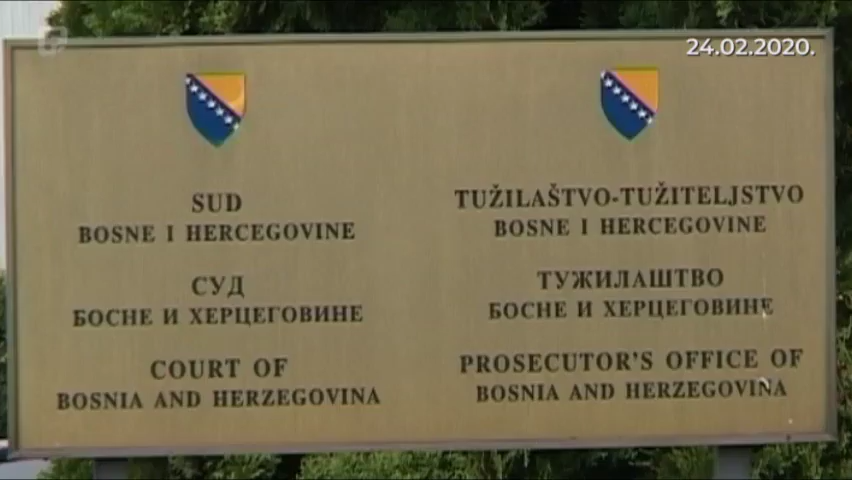 24.02.2020.
SUD
BOSNE I HERCEGOVINE
СУД
БОСНЕ И ХЕРЦЕГОВИНЕ
COURT OF
BOSNIA AND HERZEGOVINA
TUŽILAŠTVO-TUŽITELJSTVO
BOSNE I HERCEGOVINE
ТУЖИЛАШТВО
БОСНЕ И ХЕРЦЕГОВИНЕ
PROSECUTOR'S OFFICE OF
BOSNIA AND HERZEGOVINA